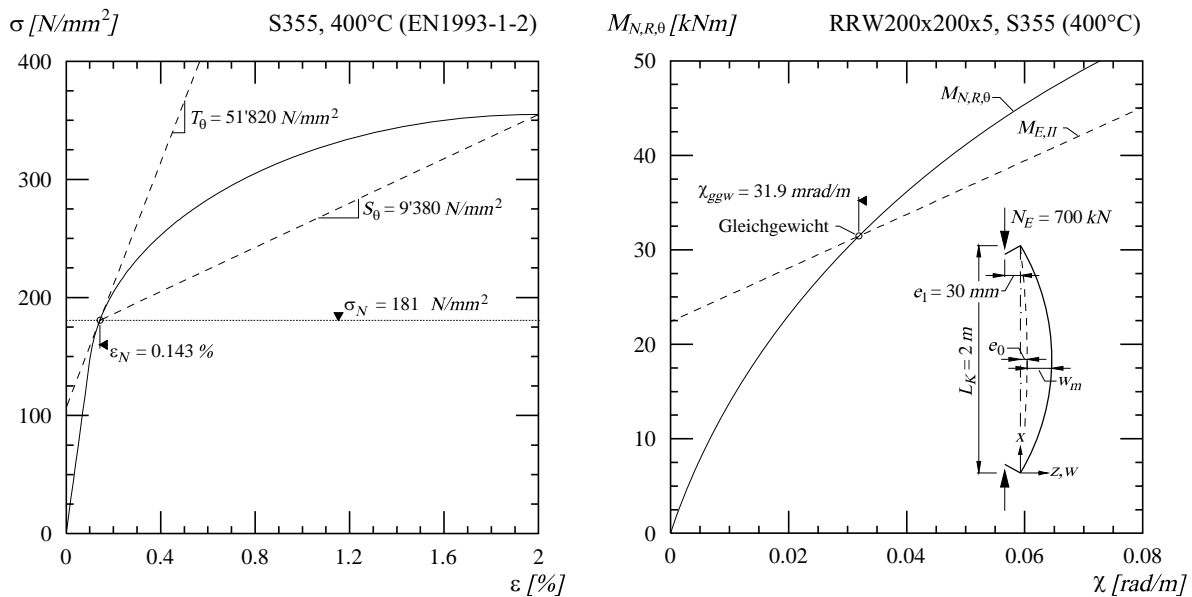 σ [N/mm²] S355, 400°C (EN1993-1-2)
400
300
200
100
0
T_θ = 51'820 N/mm²
S_θ = 9'380 N/mm²
σ_N = 181 N/mm²
ε_N = 0.143 %
0 0.4 0.8 1.2 1.6 2
ε [%]
M_N,R,θ [kNm] RRW200x200x5, S355 (400°C)
50
40
30
20
10
0
M_N,R,θ
M_E,II
χ_ggw = 31.9 mrad/m
Gleichgewicht
N_E = 700 kN
e_1 = 30 mm
e_0
L_K = 2 m
w_m
x
z,w
0 0.02 0.04 0.06 0.08
χ [rad/m]